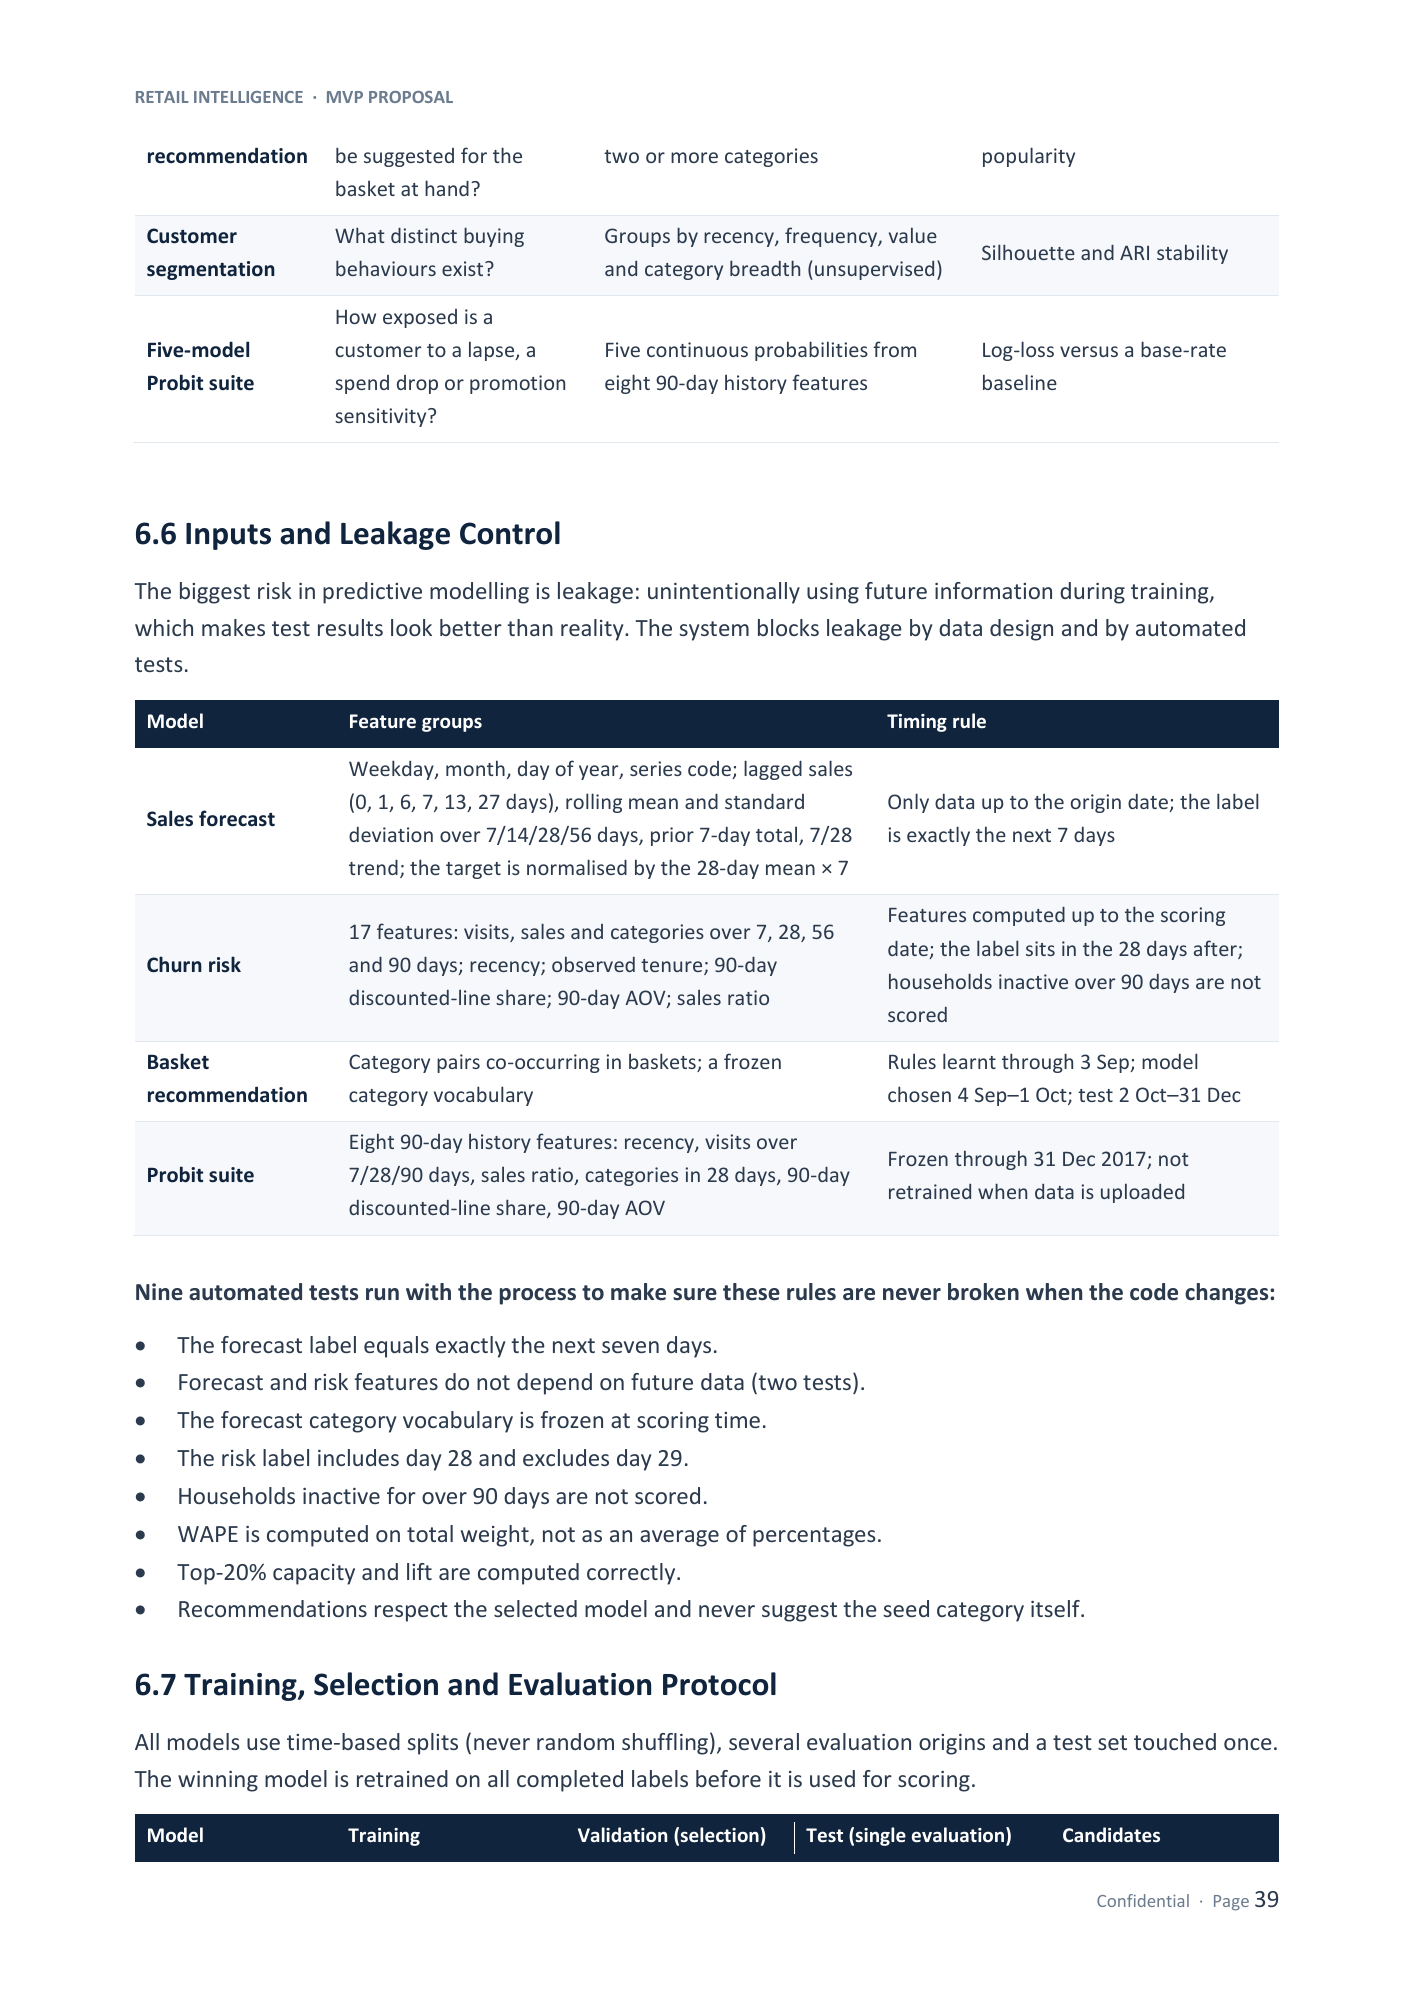 RETAIL INTELLIGENCE · MVP PROPOSAL
recommendation
be suggested for the
basket at hand?
two or more categories
popularity
Customer
segmentation
What distinct buying
behaviours exist?
Groups by recency, frequency, value
and category breadth (unsupervised)
Silhouette and ARI stability
Five-model
Probit suite
How exposed is a
customer to a lapse, a
spend drop or promotion
sensitivity?
Five continuous probabilities from
eight 90-day history features
Log-loss versus a base-rate
baseline
6.6 Inputs and Leakage Control
The biggest risk in predictive modelling is leakage: unintentionally using future information during training,
which makes test results look better than reality. The system blocks leakage by data design and by automated
tests.
Model
Feature groups
Timing rule
Sales forecast
Weekday, month, day of year, series code; lagged sales
(0, 1, 6, 7, 13, 27 days), rolling mean and standard
deviation over 7/14/28/56 days, prior 7-day total, 7/28
trend; the target is normalised by the 28-day mean × 7
Only data up to the origin date; the label
is exactly the next 7 days
Churn risk
17 features: visits, sales and categories over 7, 28, 56
and 90 days; recency; observed tenure; 90-day
discounted-line share; 90-day AOV; sales ratio
Features computed up to the scoring
date; the label sits in the 28 days after;
households inactive over 90 days are not
scored
Basket
recommendation
Category pairs co-occurring in baskets; a frozen
category vocabulary
Rules learnt through 3 Sep; model
chosen 4 Sep–1 Oct; test 2 Oct–31 Dec
Probit suite
Eight 90-day history features: recency, visits over
7/28/90 days, sales ratio, categories in 28 days, 90-day
discounted-line share, 90-day AOV
Frozen through 31 Dec 2017; not
retrained when data is uploaded
Nine automated tests run with the process to make sure these rules are never broken when the code changes:
• The forecast label equals exactly the next seven days.
• Forecast and risk features do not depend on future data (two tests).
• The forecast category vocabulary is frozen at scoring time.
• The risk label includes day 28 and excludes day 29.
• Households inactive for over 90 days are not scored.
• WAPE is computed on total weight, not as an average of percentages.
• Top-20% capacity and lift are computed correctly.
• Recommendations respect the selected model and never suggest the seed category itself.
6.7 Training, Selection and Evaluation Protocol
All models use time-based splits (never random shuffling), several evaluation origins and a test set touched once.
The winning model is retrained on all completed labels before it is used for scoring.
Model
Training
Validation (selection)
Test (single evaluation)
Candidates
Confidential · Page 39